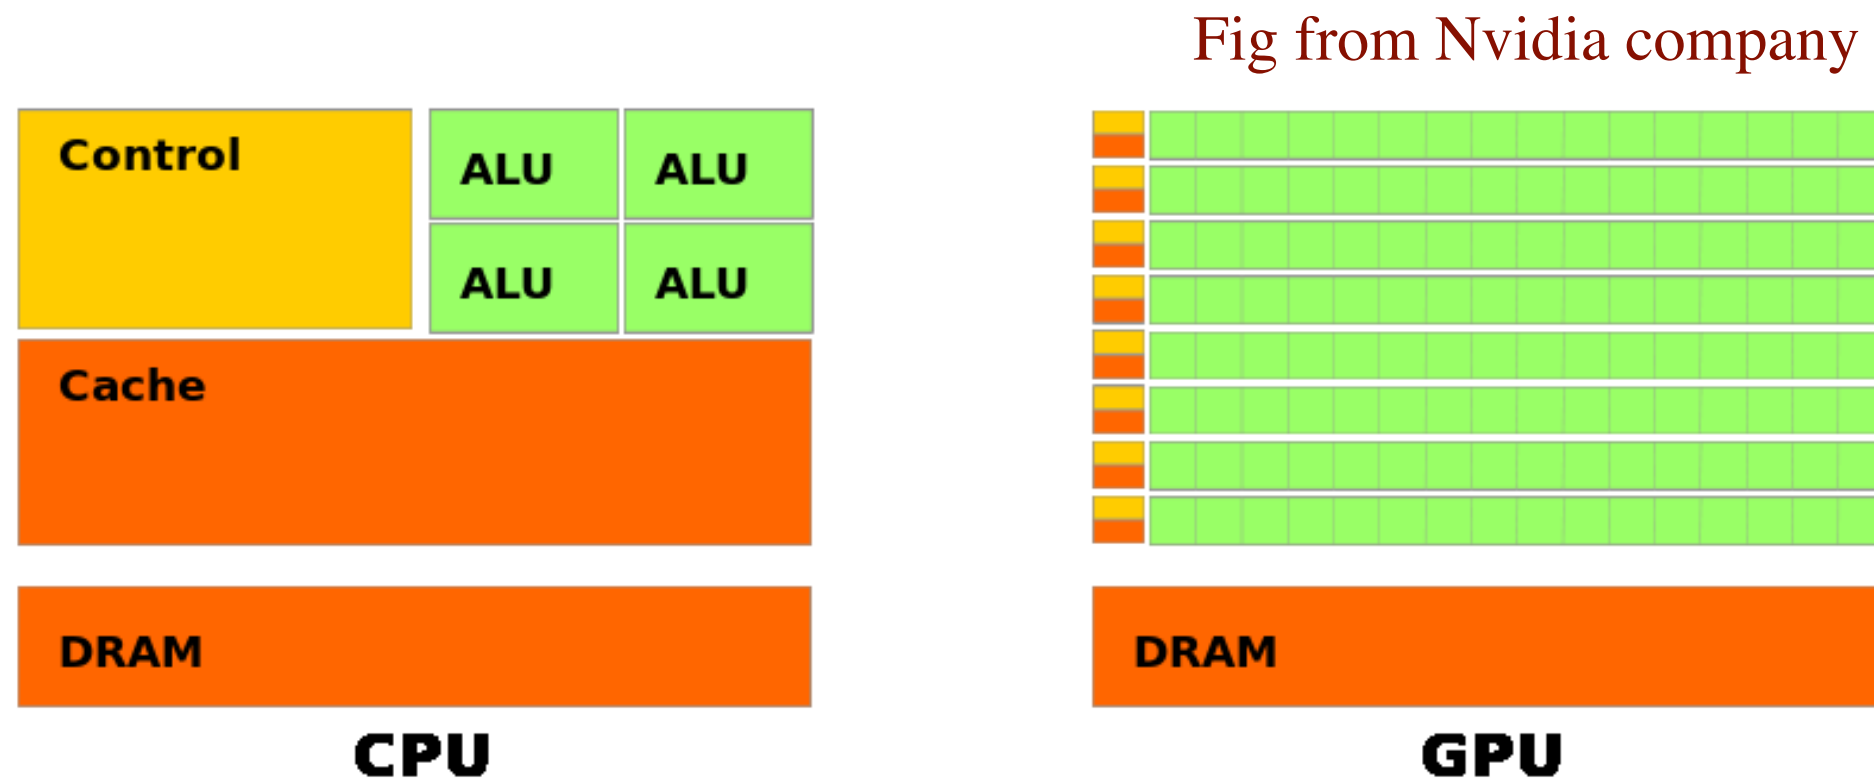 Fig from Nvidia company
Control
ALU ALU
ALU ALU
Cache
DRAM
CPU
DRAM
GPU